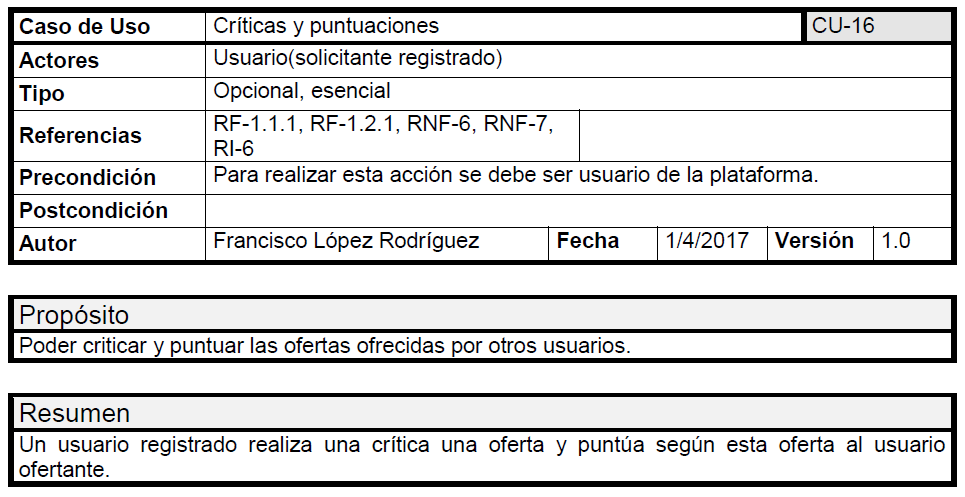 Caso de Uso Críticas y puntuaciones CU-16
Actores Usuario(solicitante registrado)
Tipo Opcional, esencial
Referencias RF-1.1.1, RF-1.2.1, RNF-6, RNF-7,
RI-6
Precondición Para realizar esta acción se debe ser usuario de la plataforma.
Postcondición
Autor Francisco López Rodríguez Fecha 1/4/2017 Versión 1.0
Propósito
Poder criticar y puntuar las ofertas ofrecidas por otros usuarios.
Resumen
Un usuario registrado realiza una crítica una oferta y puntúa según esta oferta al usuario
ofertante.